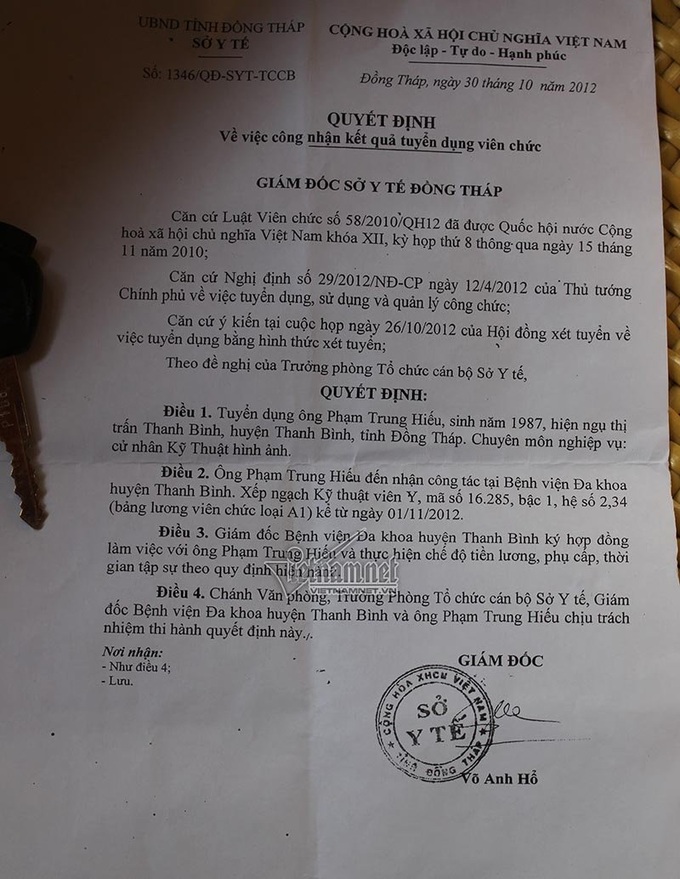 UBND TỈNH ĐỒNG THÁP
SỞ Y TẾ
Số: 1346/QĐ-SYT-TCCB
CỘNG HOÀ XÃ HỘI CHỦ NGHĨA VIỆT NAM
Độc lập - Tự do - Hạnh phúc
Đồng Tháp, ngày 30 tháng 10 năm 2012
QUYẾT ĐỊNH
Về việc công nhận kết quả tuyển dụng viên chức
GIÁM ĐỐC SỞ Y TẾ ĐỒNG THÁP
Căn cứ Luật Viên chức số 58/2010/QH12 đã được Quốc hội nước Cộng
hoà xã hội chủ nghĩa Việt Nam khóa XII, kỳ họp thứ 8 thông qua ngày 15 tháng
11 năm 2010;
Căn cứ Nghị định số 29/2012/NĐ-CP ngày 12/4/2012 của Thủ tướng
Chính phủ về việc tuyển dụng, sử dụng và quản lý công chức;
Căn cứ ý kiến tại cuộc họp ngày 26/10/2012 của Hội đồng xét tuyển về
việc tuyển dụng bằng hình thức xét tuyển;
Theo đề nghị của Trưởng phòng Tổ chức cán bộ Sở Y tế,
QUYẾT ĐỊNH:
Điều 1. Tuyển dụng ông Phạm Trung Hiếu, sinh năm 1987, hiện ngụ thị
trấn Thanh Bình, huyện Thanh Bình, tỉnh Đồng Tháp. Chuyên môn nghiệp vụ:
cử nhân Kỹ Thuật hình ảnh.
Điều 2. Ông Phạm Trung Hiếu đến nhận công tác tại Bệnh viện Đa khoa
huyện Thanh Bình. Xếp ngạch Kỹ thuật viên Y, mã số 16.285, bậc 1, hệ số 2,34
(bảng lương viên chức loại A1) kể từ ngày 01/11/2012.
Điều 3. Giám đốc Bệnh viện Đa khoa huyện Thanh Bình ký hợp đồng
làm việc với ông Phạm Trung Hiếu và thực hiện chế độ tiền lương, phụ cấp, thời
gian tập sự theo quy định hiện hành.
Vietnamnet
VIETNAMNET.VN
Điều 4. Chánh Văn phòng, Trưởng Phòng Tổ chức cán bộ Sở Y tế, Giám
đốc Bệnh viện Đa khoa huyện Thanh Bình và ông Phạm Trung Hiếu chịu trách
nhiệm thi hành quyết định này./.
Nơi nhận:
- Như điều 4;
- Lưu.
GIÁM ĐỐC
CỘNG HÒA XHCN VIỆT NAM
SỞ
Y TẾ
TỈNH ĐỒNG THÁP
Võ Anh Hổ